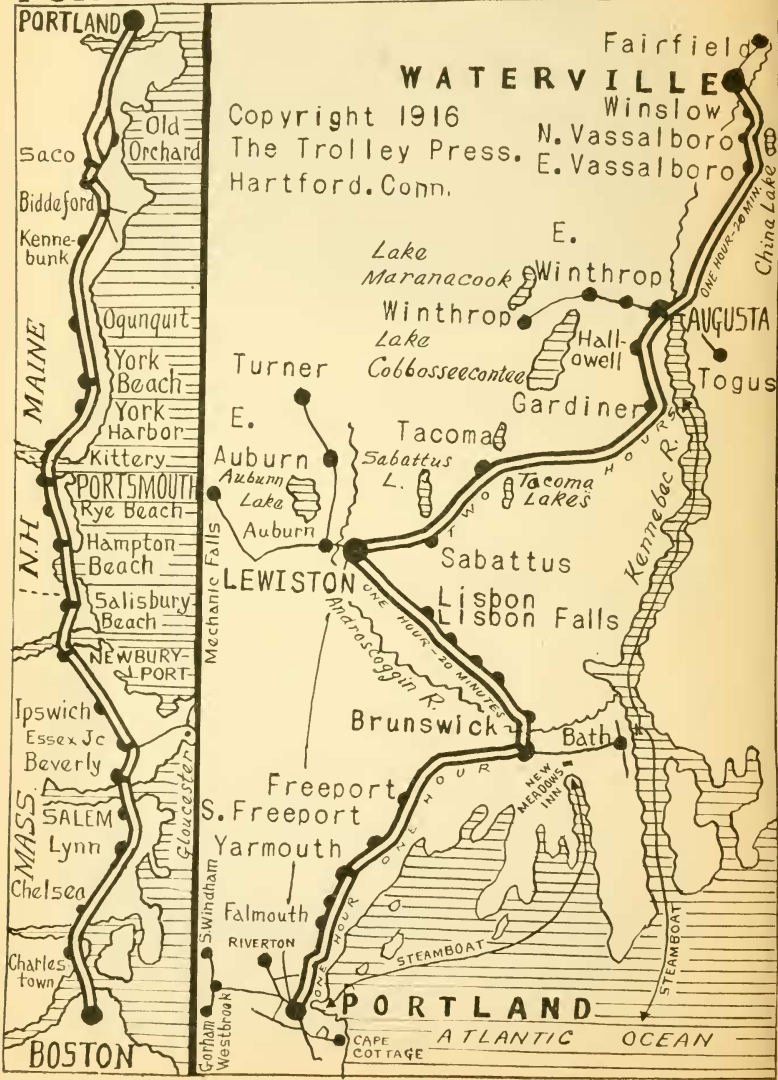 PORTLAND
Old
Orchard
Saco
Biddeford
Kenne-
bunk
Ogunquit
York
Beach
York
Harbor
Kittery
PORTSMOUTH
Rye Beach
Hampton
Beach
Salisbury
Beach
NEWBURY-
PORT
Ipswich
Essex Jc
Beverly
Gloucester
SALEM
Lynn
Chelsea
Charles
town
BOSTON
MAINE
N.H
MASS.
Fairfield
WATERVILLE
Winslow
N. Vassalboro
E. Vassalboro
China Lake
ONE HOUR-20 MIN.
Copyright 1916
The Trolley Press.
Hartford. Conn.
Lake
Maranacook
E.
Winthrop
Winthrop
AUGUSTA
Lake
Cobbosseecontee
Hall-
owell
Togus
Gardiner
Turner
E.
Auburn
Auburn
Lake
Auburn
Mechanic Falls
Tacoma
Sabattus
L.
Tacoma
Lakes
TWO HOURS
Kennebec R.
LEWISTON
Sabattus
Lisbon
Lisbon Falls
ONE HOUR-20 MINUTES
Androscoggin R.
Brunswick
Bath
NEW
MEADOWS
INN
Freeport
S. Freeport
Yarmouth
ONE HOUR
Falmouth
RIVERTON
ONE HOUR
S. Windham
Gorham
Westbrook
STEAMBOAT
STEAMBOAT
PORTLAND
CAPE
COTTAGE
ATLANTIC OCEAN